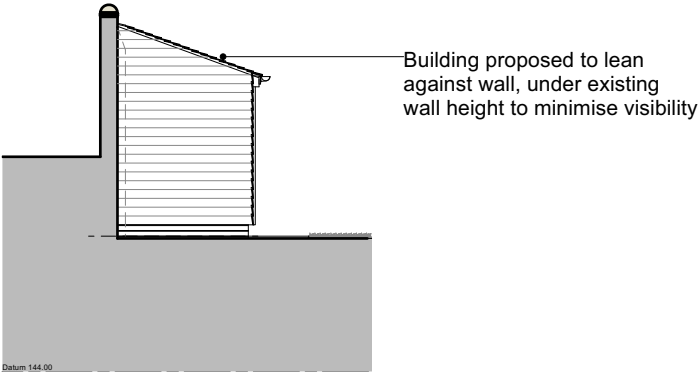 Building proposed to lean
against wall, under existing
wall height to minimise visibility
Datum 144.00